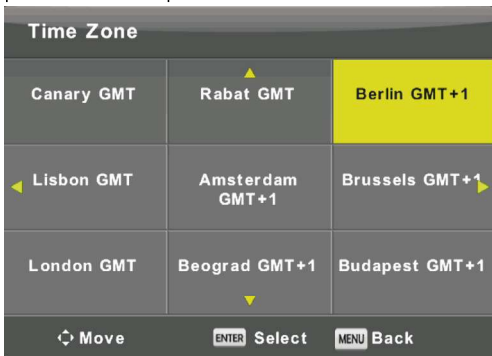 Time Zone
Canary GMT
Rabat GMT
Berlin GMT+1
Lisbon GMT
Amsterdam
GMT+1
Brussels GMT+1
London GMT
Beograd GMT+1
Budapest GMT+1
Move
ENTER Select
MENU Back